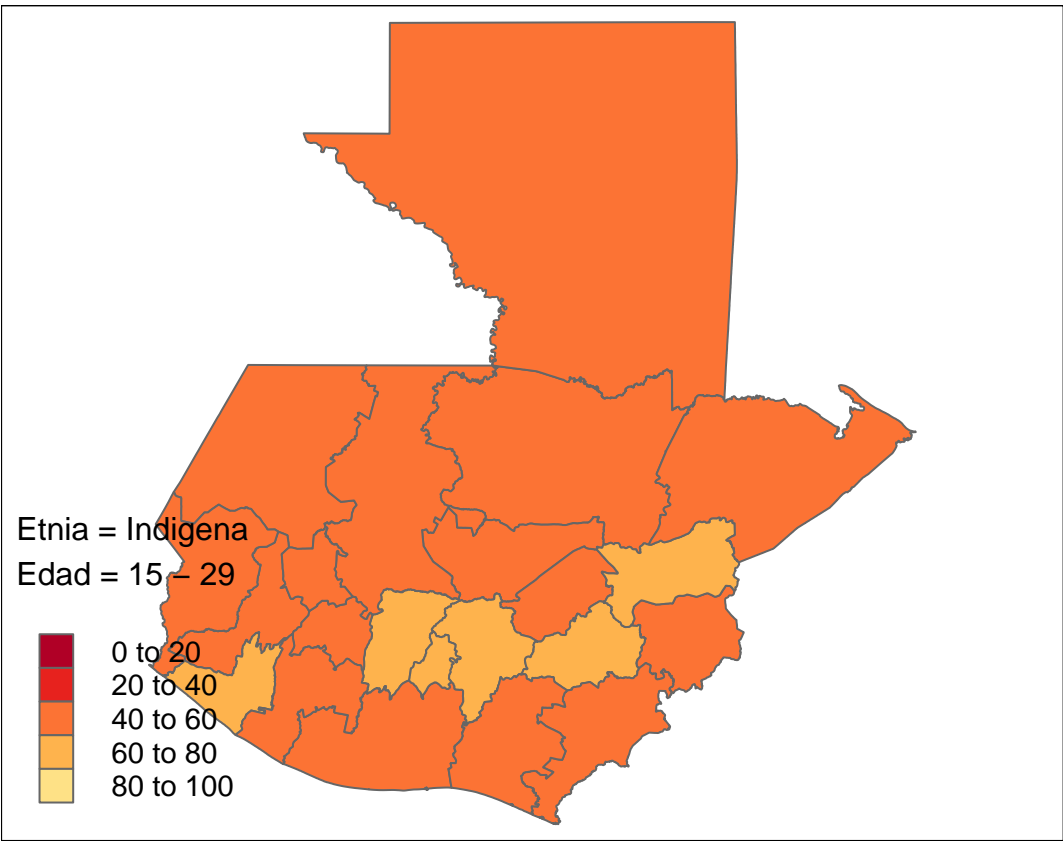 Etnia = Indigena
Edad = 15 − 29
0 to 20
20 to 40
40 to 60
60 to 80
80 to 100